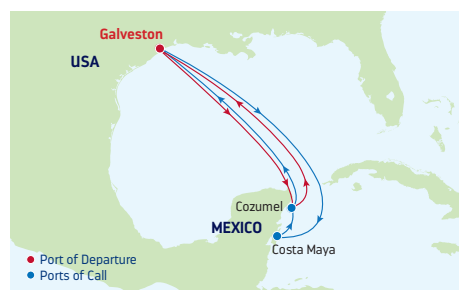 Galveston
USA
Cozumel
MEXICO
Costa Maya
Port of Departure
Ports of Call